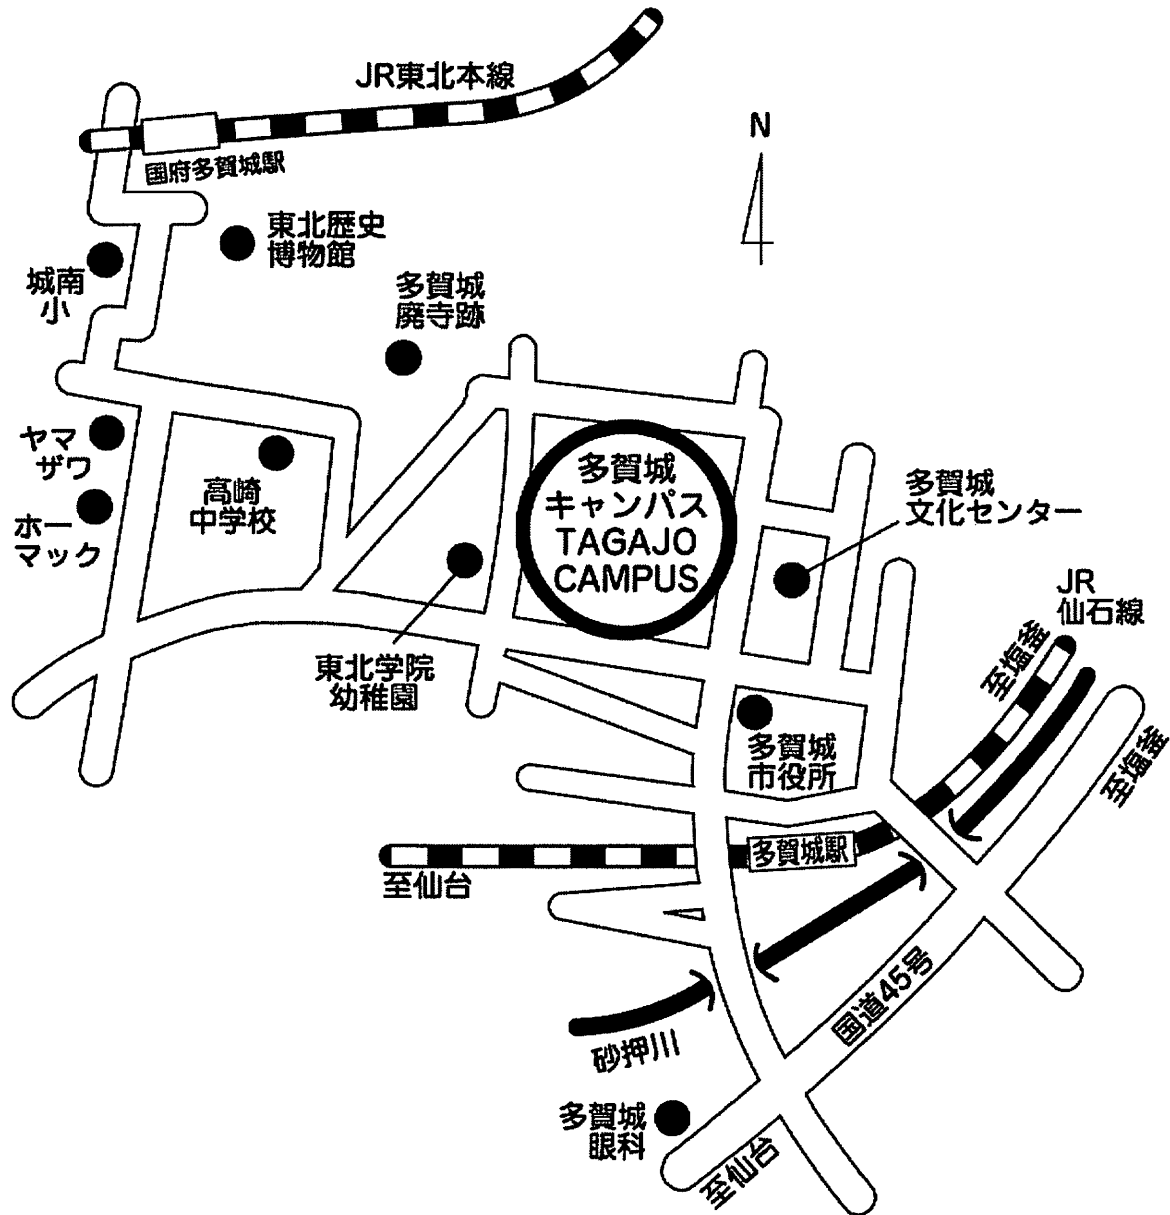 JR東北本線
N
国府多賀城駅
東北歴史
博物館
城南
小
多賀城
廃寺跡
ヤマ
ザワ
高崎
中学校
ホー
マック
多賀城
キャンパス
TAGAJO
CAMPUS
多賀城
文化センター
JR
仙石線
至塩釜
至塩釜
東北学院
幼稚園
多賀城
市役所
多賀城駅
至仙台
国道45号
砂押川
多賀城
眼科
至仙台